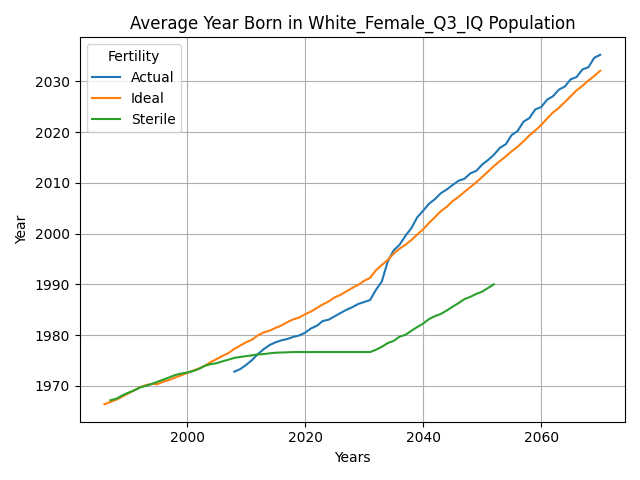 Average Year Born in White_Female_Q3_IQ Population
Fertility
Actual
Ideal
Sterile
2030
2020
2010
2000
1990
1980
1970
Year
2000
2020
2040
2060
Years